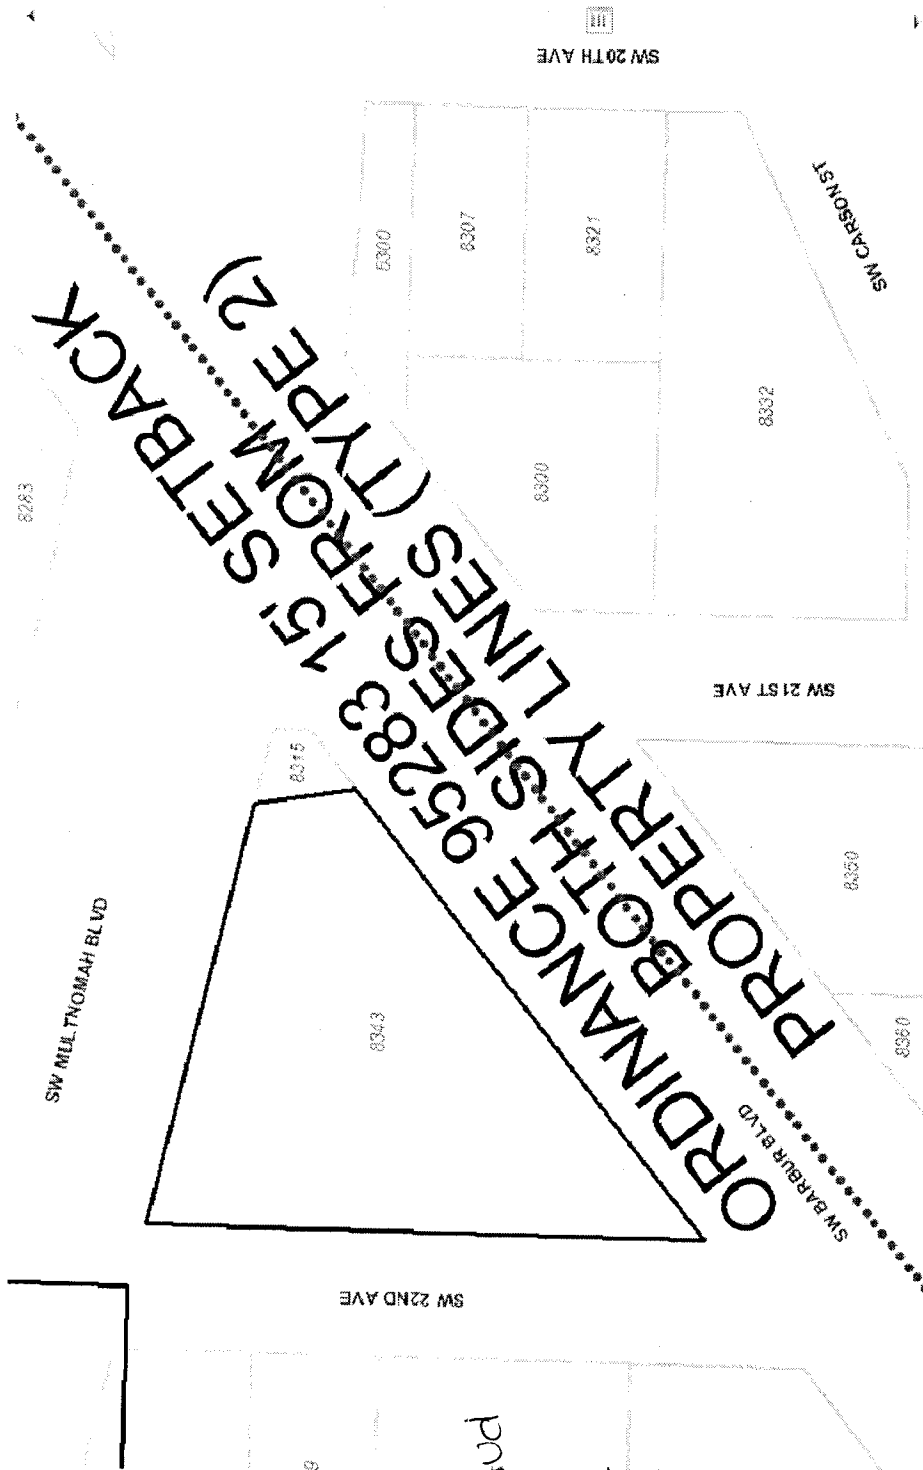 SW 20TH AVE
SW CARSON ST
6300
8307
8321
8332
8300
8283
ORDINANCE 95283 15' SETBACK
BOTH SIDES FROM
PROPERTY LINES (TYPE 2)
SW 21ST AVE
8315
SW MULTNOMAH BLVD
8343
8350
8360
SW BARBUR BLVD
SW 22ND AVE
9